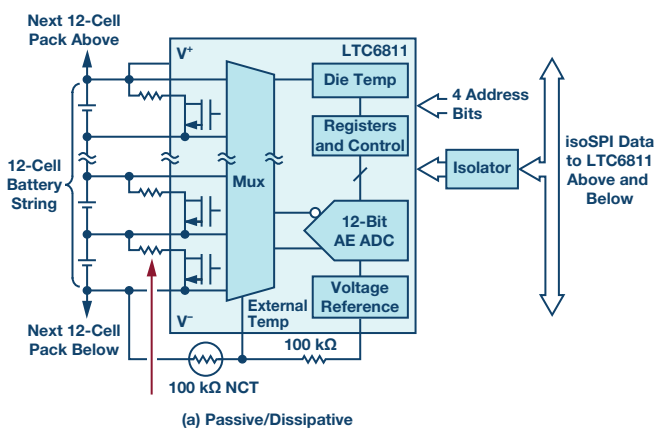 Next 12-Cell
Pack Above
V+
LTC6811
Die Temp
4 Address
Bits
Registers
and Control
isoSPI Data
to LTC6811
Above and
Below
Isolator
12-Cell
Battery
String
Mux
12-Bit
AE ADC
Voltage
Reference
External
Temp
V–
Next 12-Cell
Pack Below
100 kΩ
100 kΩ NCT
(a) Passive/Dissipative